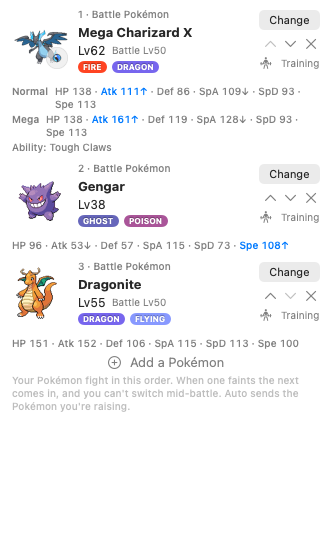 1 · Battle Pokémon
Change
Mega Charizard X
Lv62 Battle Lv50
FIRE DRAGON
Training
Normal HP 138 · Atk 111↑ · Def 86 · SpA 109↓ · SpD 93 ·
Spe 113
Mega HP 138 · Atk 161↑ · Def 119 · SpA 128↓ · SpD 93 ·
Spe 113
Ability: Tough Claws
2 · Battle Pokémon
Change
Gengar
Lv38
GHOST POISON
Training
HP 96 · Atk 53↓ · Def 57 · SpA 115 · SpD 73 · Spe 108↑
3 · Battle Pokémon
Change
Dragonite
Lv55 Battle Lv50
DRAGON FLYING
Training
HP 151 · Atk 152 · Def 106 · SpA 115 · SpD 113 · Spe 100
Add a Pokémon
Your Pokémon fight in this order. When one faints the next
comes in, and you can't switch mid-battle. Auto sends the
Pokémon you're raising.